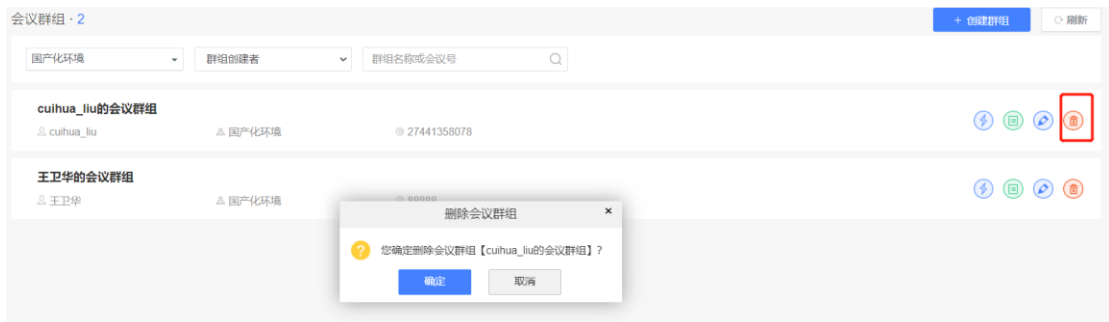 会议群组 · 2
+ 创建群组
刷新
国产化环境
群组创建者
群组名称或会议号
cuihua_liu的会议群组
cuihua_liu
国产化环境
27441358078
王卫华的会议群组
王卫华
国产化环境
88888
删除会议群组
×
?
您确定删除会议群组【cuihua_liu的会议群组】?
确定
取消